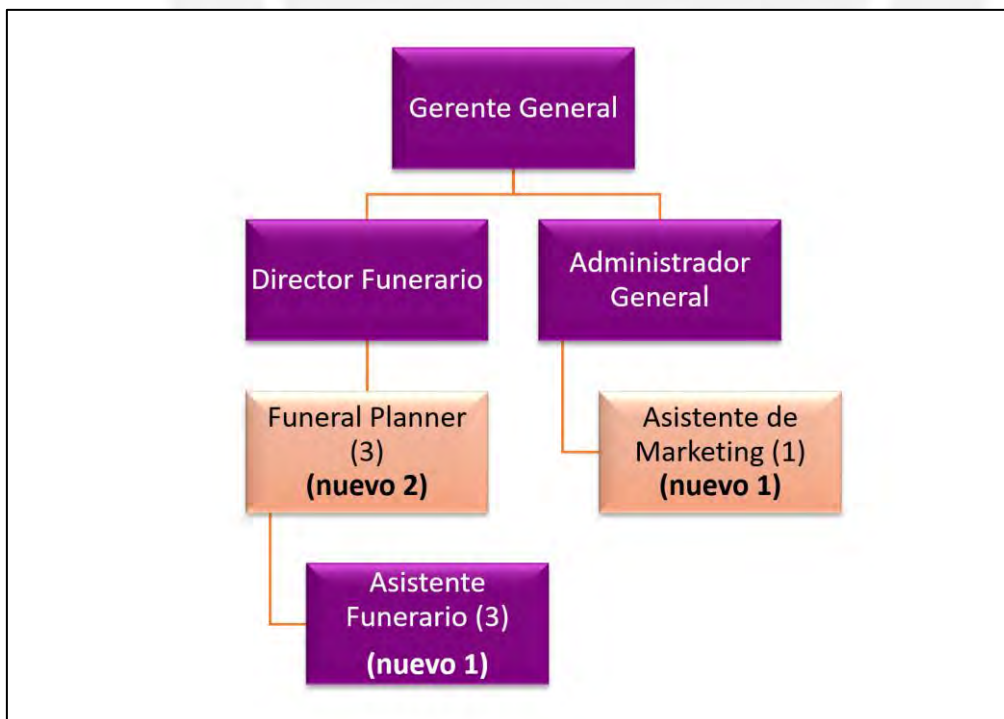 Gerente General
Director Funerario
Administrador
General
Funeral Planner
(3)
(nuevo 2)
Asistente de
Marketing (1)
(nuevo 1)
Asistente
Funerario (3)
(nuevo 1)